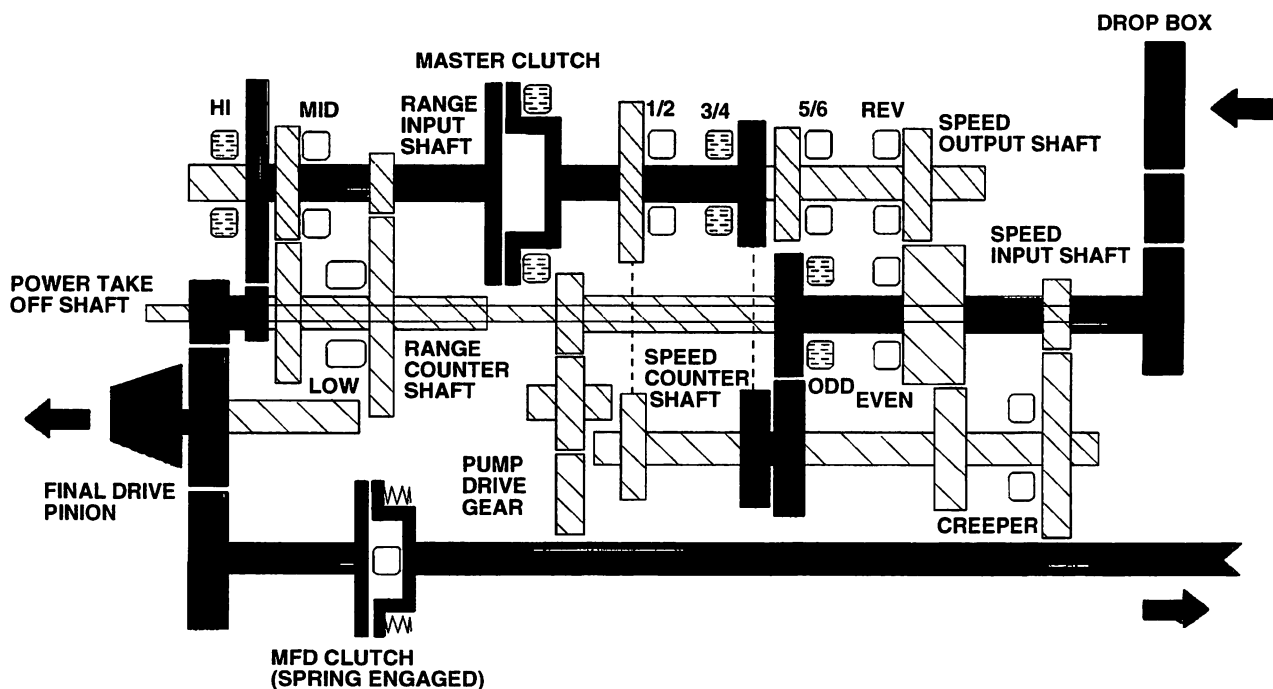 DROP BOX
MASTER CLUTCH
HI
MID
RANGE
INPUT
SHAFT
1/2
3/4
5/6
REV
SPEED
OUTPUT SHAFT
SPEED
INPUT SHAFT
POWER TAKE
OFF SHAFT
LOW
RANGE
COUNTER
SHAFT
SPEED
COUNTER
SHAFT
ODD
EVEN
FINAL DRIVE
PINION
PUMP
DRIVE
GEAR
CREEPER
MFD CLUTCH
(SPRING ENGAGED)